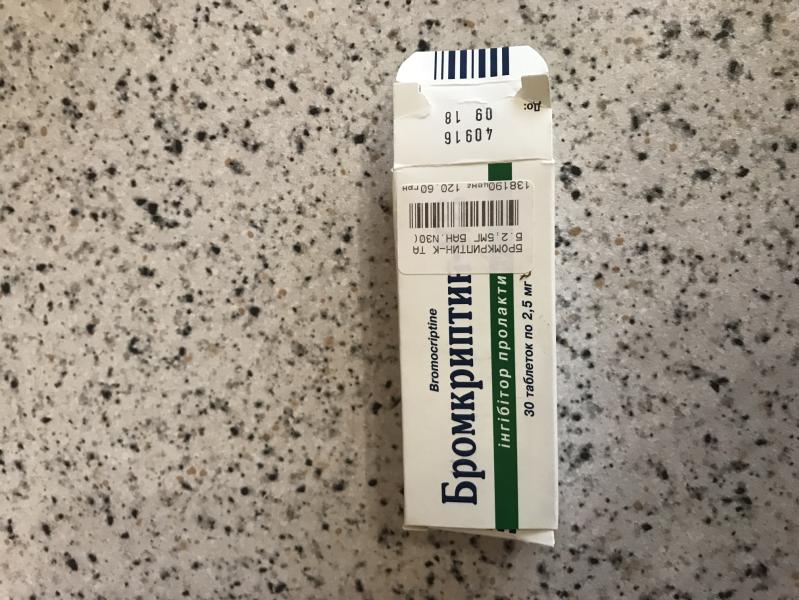 до:
40916
09 18
138190цена 120.60грн
БРОМКРИПТИН-К ТА
Б.2,5МГ БАН.N30(
Bromocriptine
Бромкриптин
інгібітор пролакти
30 таблеток по 2,5 мг